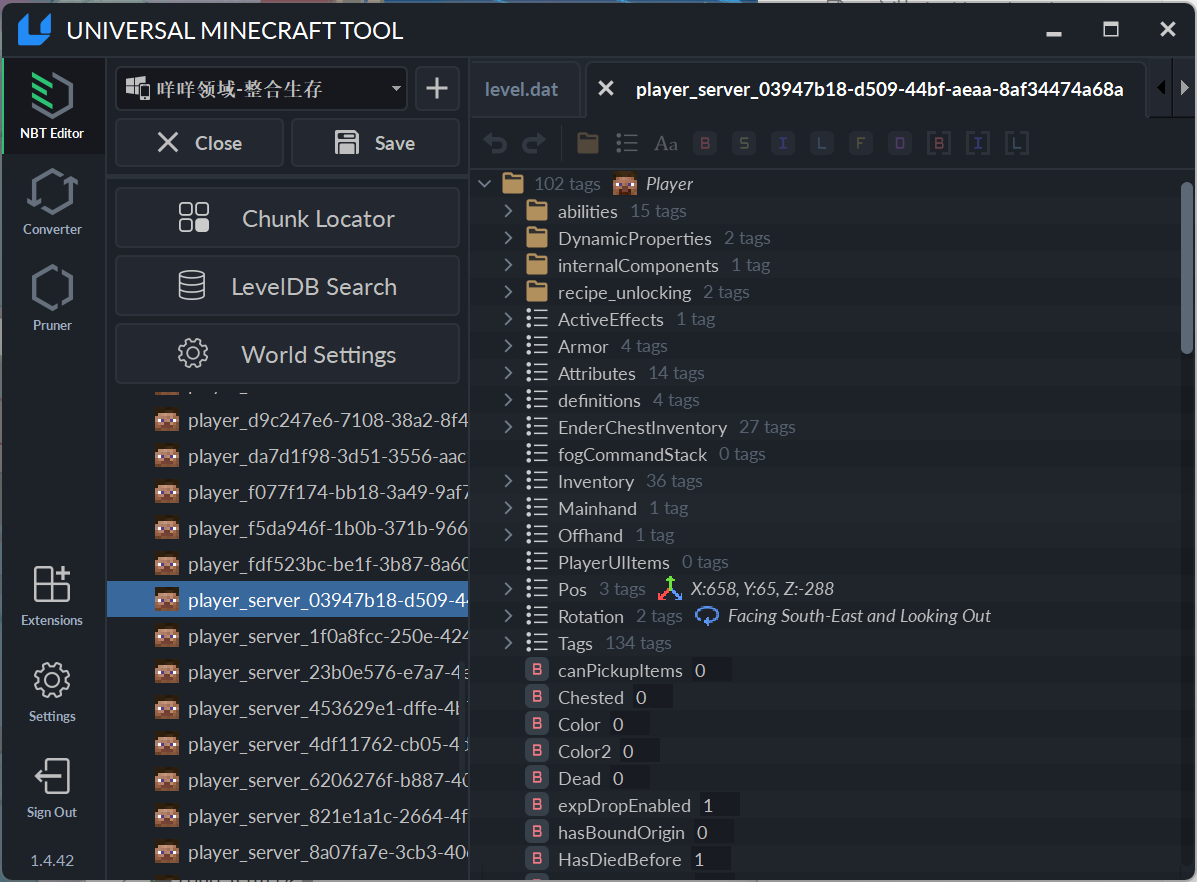 UNIVERSAL MINECRAFT TOOL
NBT Editor
Converter
Pruner
Extensions
Settings
Sign Out
1.4.42
咩咩领域-整合生存
Close
Save
Chunk Locator
LevelDB Search
World Settings
player_d9c247e6-7108-38a2-8f4
player_da7d1f98-3d51-3556-aac
player_f077f174-bb18-3a49-9af7
player_f5da946f-1b0b-371b-966
player_fdf523bc-be1f-3b87-8a60
player_server_03947b18-d509-44
player_server_1f0a8fcc-250e-424
player_server_23b0e576-e7a7-4
player_server_453629e1-dffe-4b
player_server_4df11762-cb05-4
player_server_6206276f-b887-40
player_server_821e1a1c-2664-4f
player_server_8a07fa7e-3cb3-40
level.dat
player_server_03947b18-d509-44bf-aeaa-8af34474a68a
Aa B S I L F D B I L
102 tags Player
abilities 15 tags
DynamicProperties 2 tags
internalComponents 1 tag
recipe_unlocking 2 tags
ActiveEffects 1 tag
Armor 4 tags
Attributes 14 tags
definitions 4 tags
EnderChestInventory 27 tags
fogCommandStack 0 tags
Inventory 36 tags
Mainhand 1 tag
Offhand 1 tag
PlayerUIItems 0 tags
Pos 3 tags X:658, Y:65, Z:-288
Rotation 2 tags Facing South-East and Looking Out
Tags 134 tags
B canPickupItems 0
B Chested 0
B Color 0
B Color2 0
B Dead 0
B expDropEnabled 1
B hasBoundOrigin 0
B HasDiedBefore 1